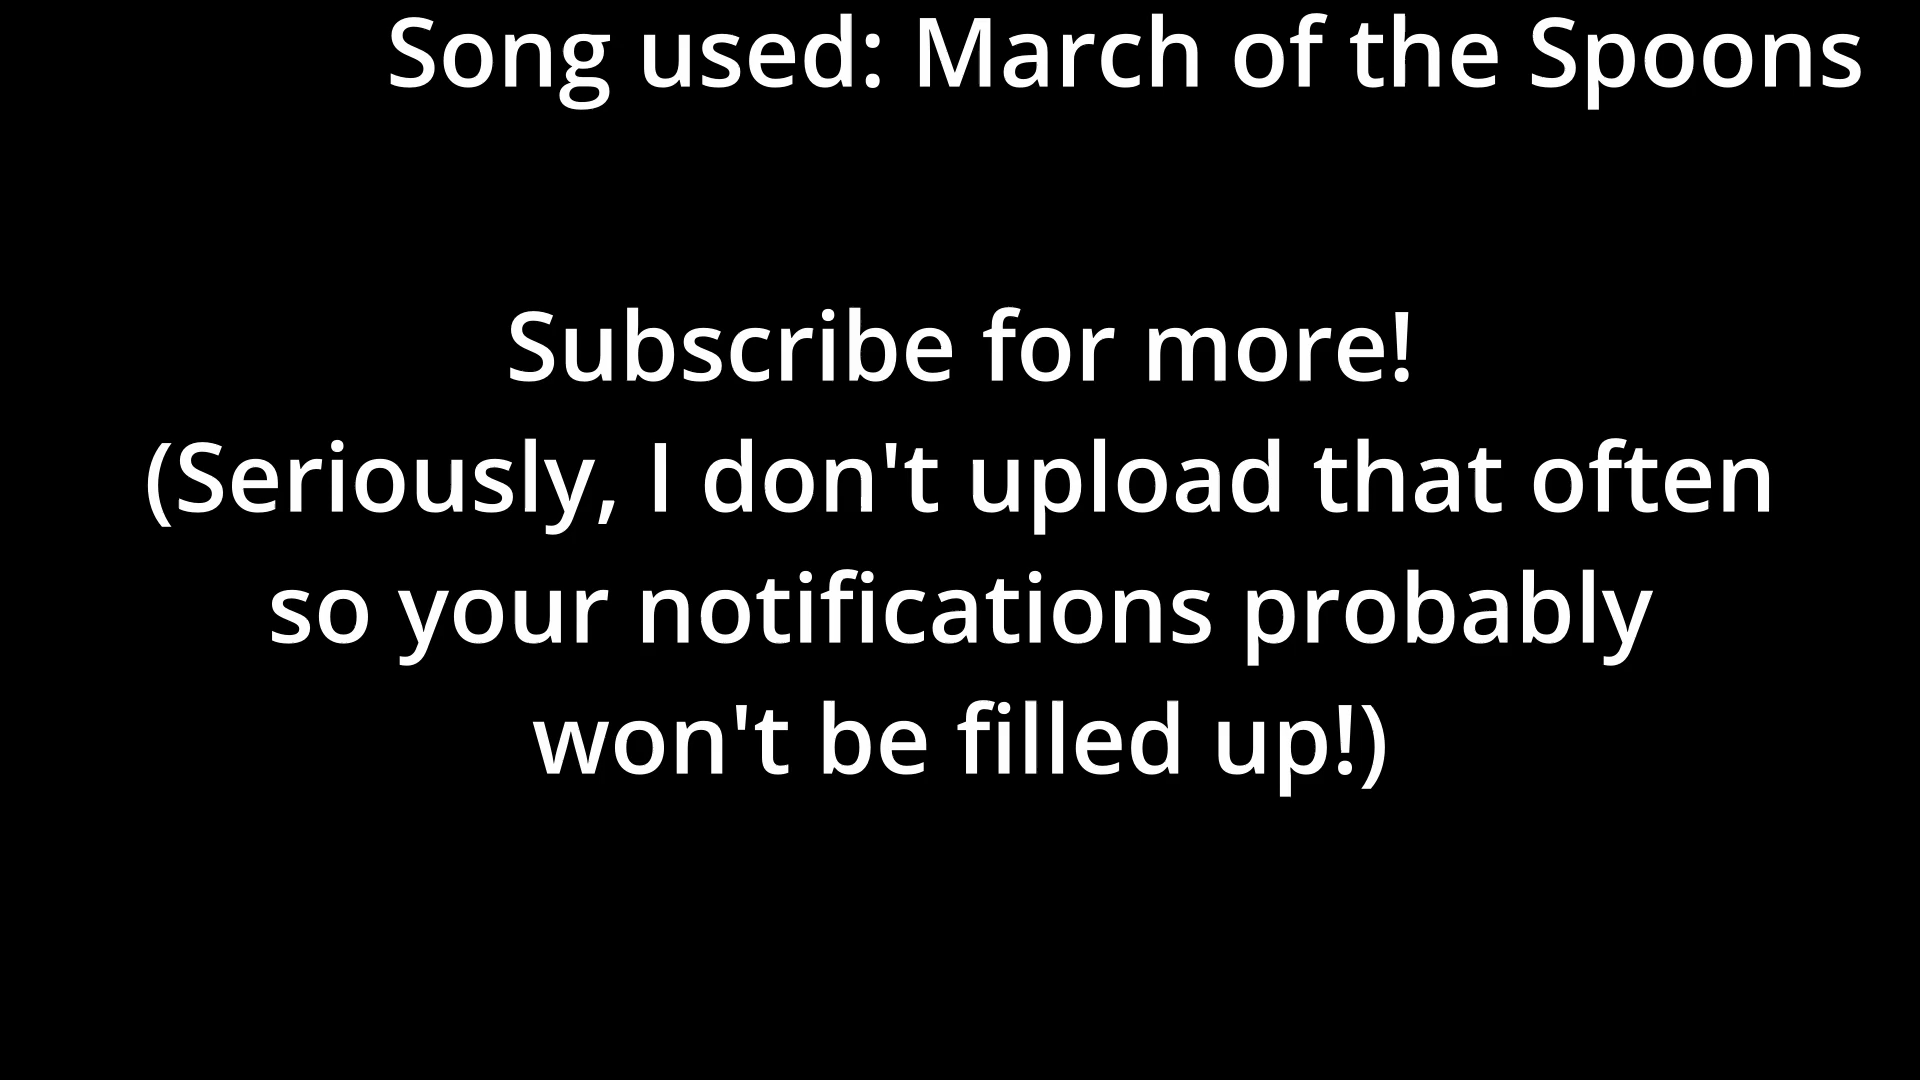 Song used: March of the Spoons
Subscribe for more!
(Seriously, I don't upload that often
so your notifications probably
won't be filled up!)